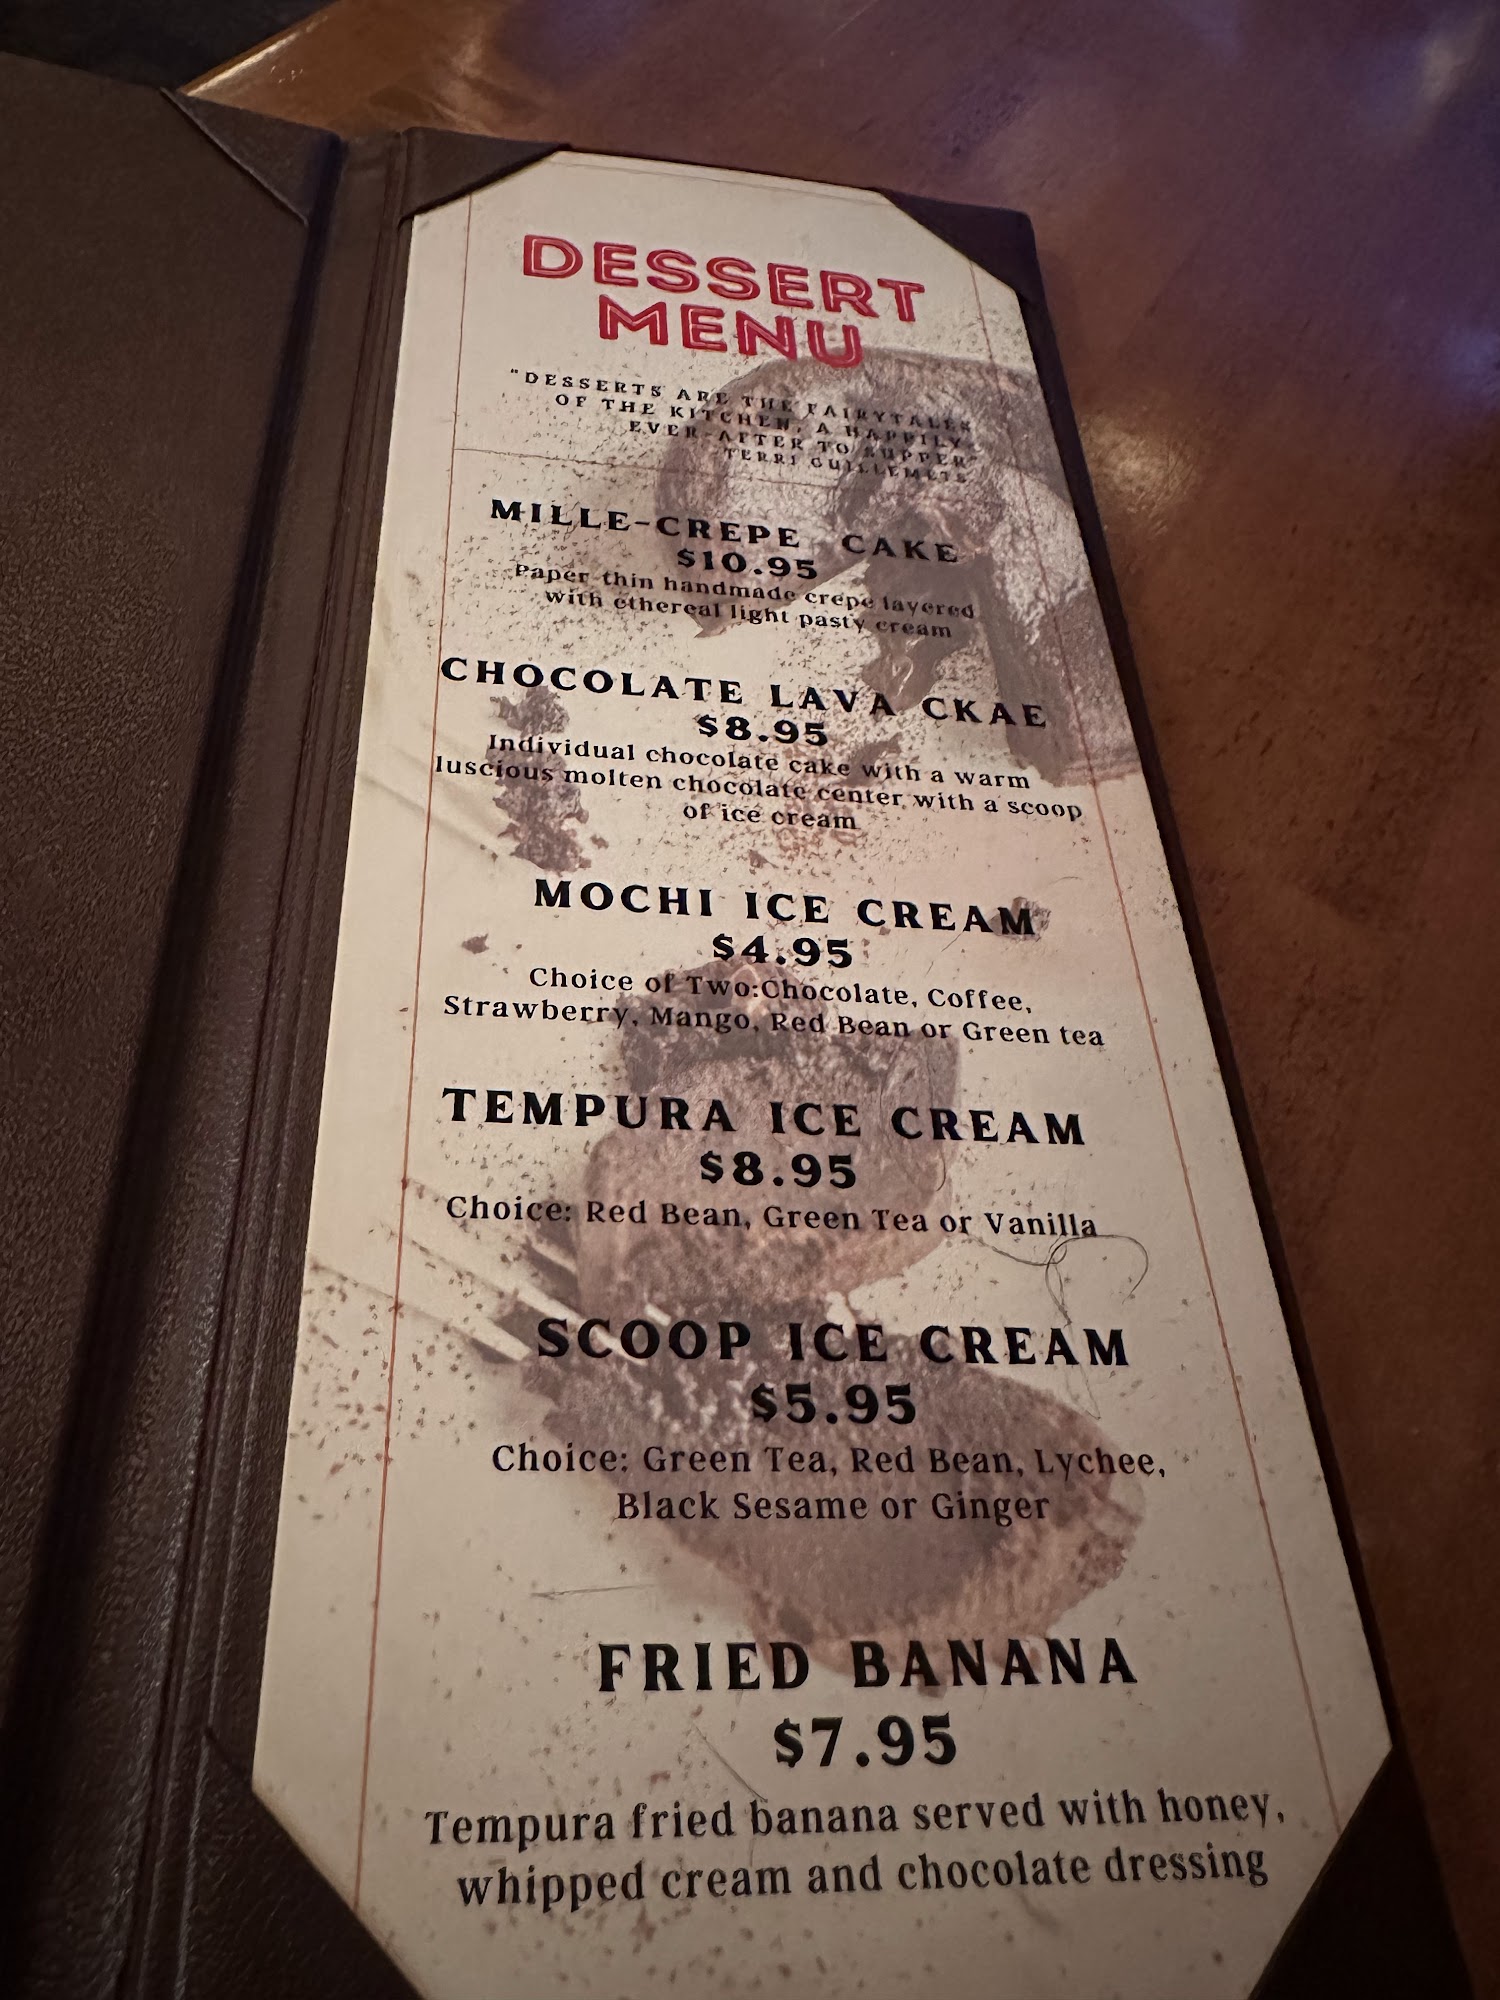 DESSERT
MENU
"DESSERTS ARE THE FAIRYTALES
OF THE KITCHEN, A HAPPILY-
EVER-AFTER TO SUPPER"
TERRI GUILLEMETS
MILLE-CREPE CAKE
$10.95
Paper thin handmade crepe layered
with ethereal light pasty cream
CHOCOLATE LAVA CKAE
$8.95
Individual chocolate cake with a warm
luscious molten chocolate center with a scoop
of ice cream
MOCHI ICE CREAM
$4.95
Choice of Two:Chocolate, Coffee,
Strawberry, Mango, Red Bean or Green tea
TEMPURA ICE CREAM
$8.95
Choice: Red Bean, Green Tea or Vanilla
SCOOP ICE CREAM
$5.95
Choice: Green Tea, Red Bean, Lychee,
Black Sesame or Ginger
FRIED BANANA
$7.95
Tempura fried banana served with honey,
whipped cream and chocolate dressing